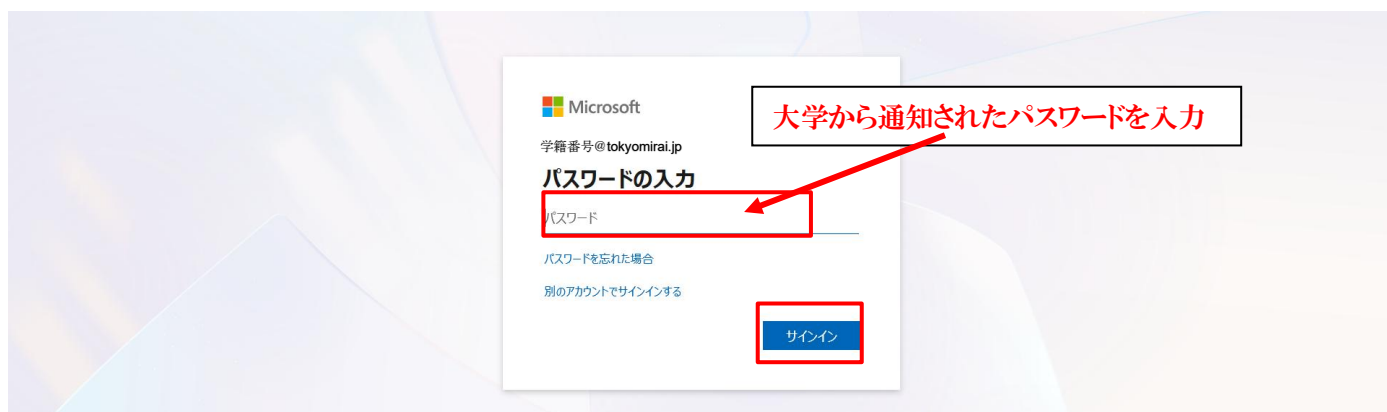 Microsoft
大学から通知されたパスワードを入力
学籍番号@tokyomirai.jp
パスワードの入力
パスワード
パスワードを忘れた場合
別のアカウントでサインインする
サインイン